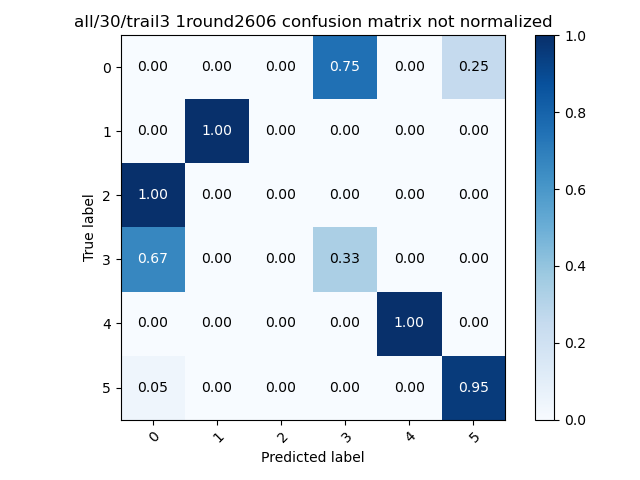 all/30/trail3 1round2606 confusion matrix not normalized
True label
0 0.00 0.00 0.00 0.75 0.00 0.25
1 0.00 1.00 0.00 0.00 0.00 0.00
2 1.00 0.00 0.00 0.00 0.00 0.00
3 0.67 0.00 0.00 0.33 0.00 0.00
4 0.00 0.00 0.00 0.00 1.00 0.00
5 0.05 0.00 0.00 0.00 0.00 0.95
0 1 2 3 4 5
Predicted label
1.0
0.8
0.6
0.4
0.2
0.0